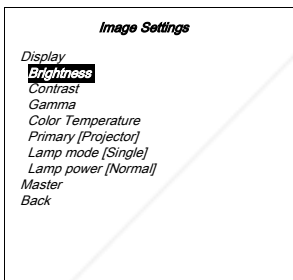 Image Settings
Display
Brightness
Contrast
Gamma
Color Temperature
Primary [Projector]
Lamp mode [Single]
Lamp power [Normal]
Master
Back